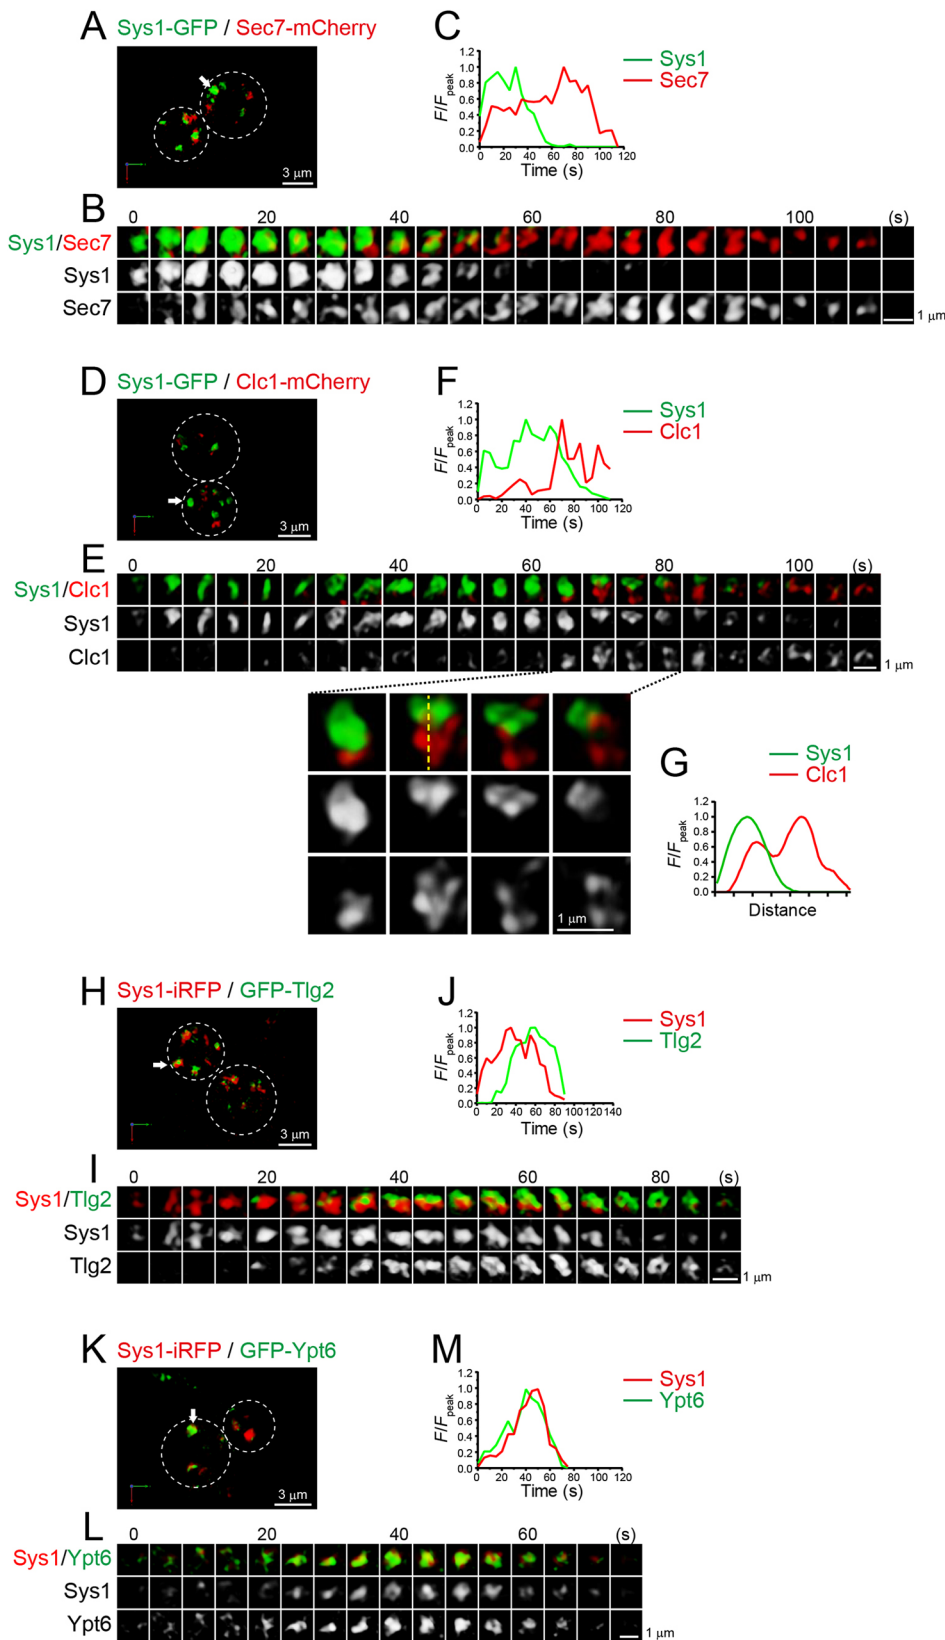 A Sys1-GFP / Sec7-mCherry
3 μm
C
Sys1
Sec7
F/Fpeak
1.2
1.0
0.8
0.6
0.4
0.2
0.0
0 20 40 60 80 100 120
Time (s)
B
0 20 40 60 80 100 (s)
Sys1/Sec7
Sys1
Sec7
1 μm
D Sys1-GFP / Clc1-mCherry
3 μm
F
Sys1
Clc1
F/Fpeak
1.2
1.0
0.8
0.6
0.4
0.2
0.0
0 20 40 60 80 100 120
Time (s)
E
0 20 40 60 80 100 (s)
Sys1/Clc1
Sys1
Clc1
1 μm
1 μm
G
Sys1
Clc1
F/Fpeak
1.2
1.0
0.8
0.6
0.4
0.2
0.0
Distance
H Sys1-iRFP / GFP-Tlg2
3 μm
J
Sys1
Tlg2
F/Fpeak
1.2
1.0
0.8
0.6
0.4
0.2
0.0
0 20 40 60 80 100 120 140
Time (s)
I
0 20 40 60 80 (s)
Sys1/Tlg2
Sys1
Tlg2
1 μm
K Sys1-iRFP / GFP-Ypt6
3 μm
M
Sys1
Ypt6
F/Fpeak
1.2
1.0
0.8
0.6
0.4
0.2
0.0
0 20 40 60 80 100 120
Time (s)
L
0 20 40 60 (s)
Sys1/Ypt6
Sys1
Ypt6
1 μm